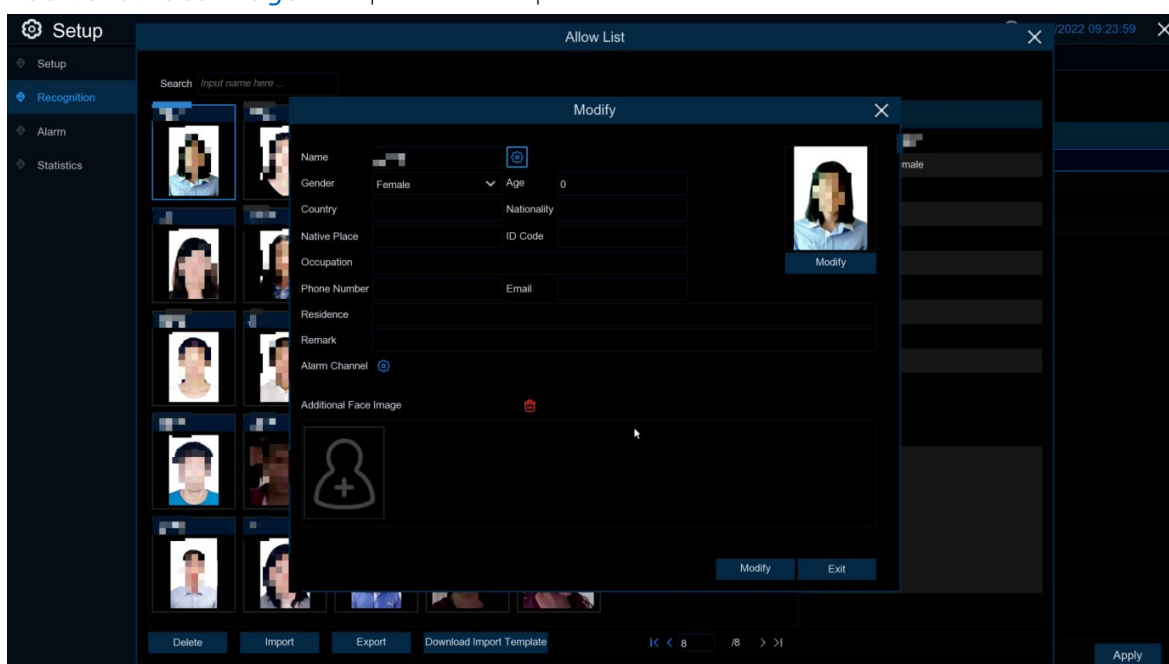 Setup
Allow List
/2022 09:23:59
Setup
Recognition
Alarm
Statistics
Search Input name here ...
Modify
Name
Gender Female Age 0
Country Nationality
Native Place ID Code
Occupation
Modify
Phone Number Email
Residence
Remark
Alarm Channel
Additional Face Image
male
Modify Exit
Delete Import Export Download Import Template 8 /8
Apply